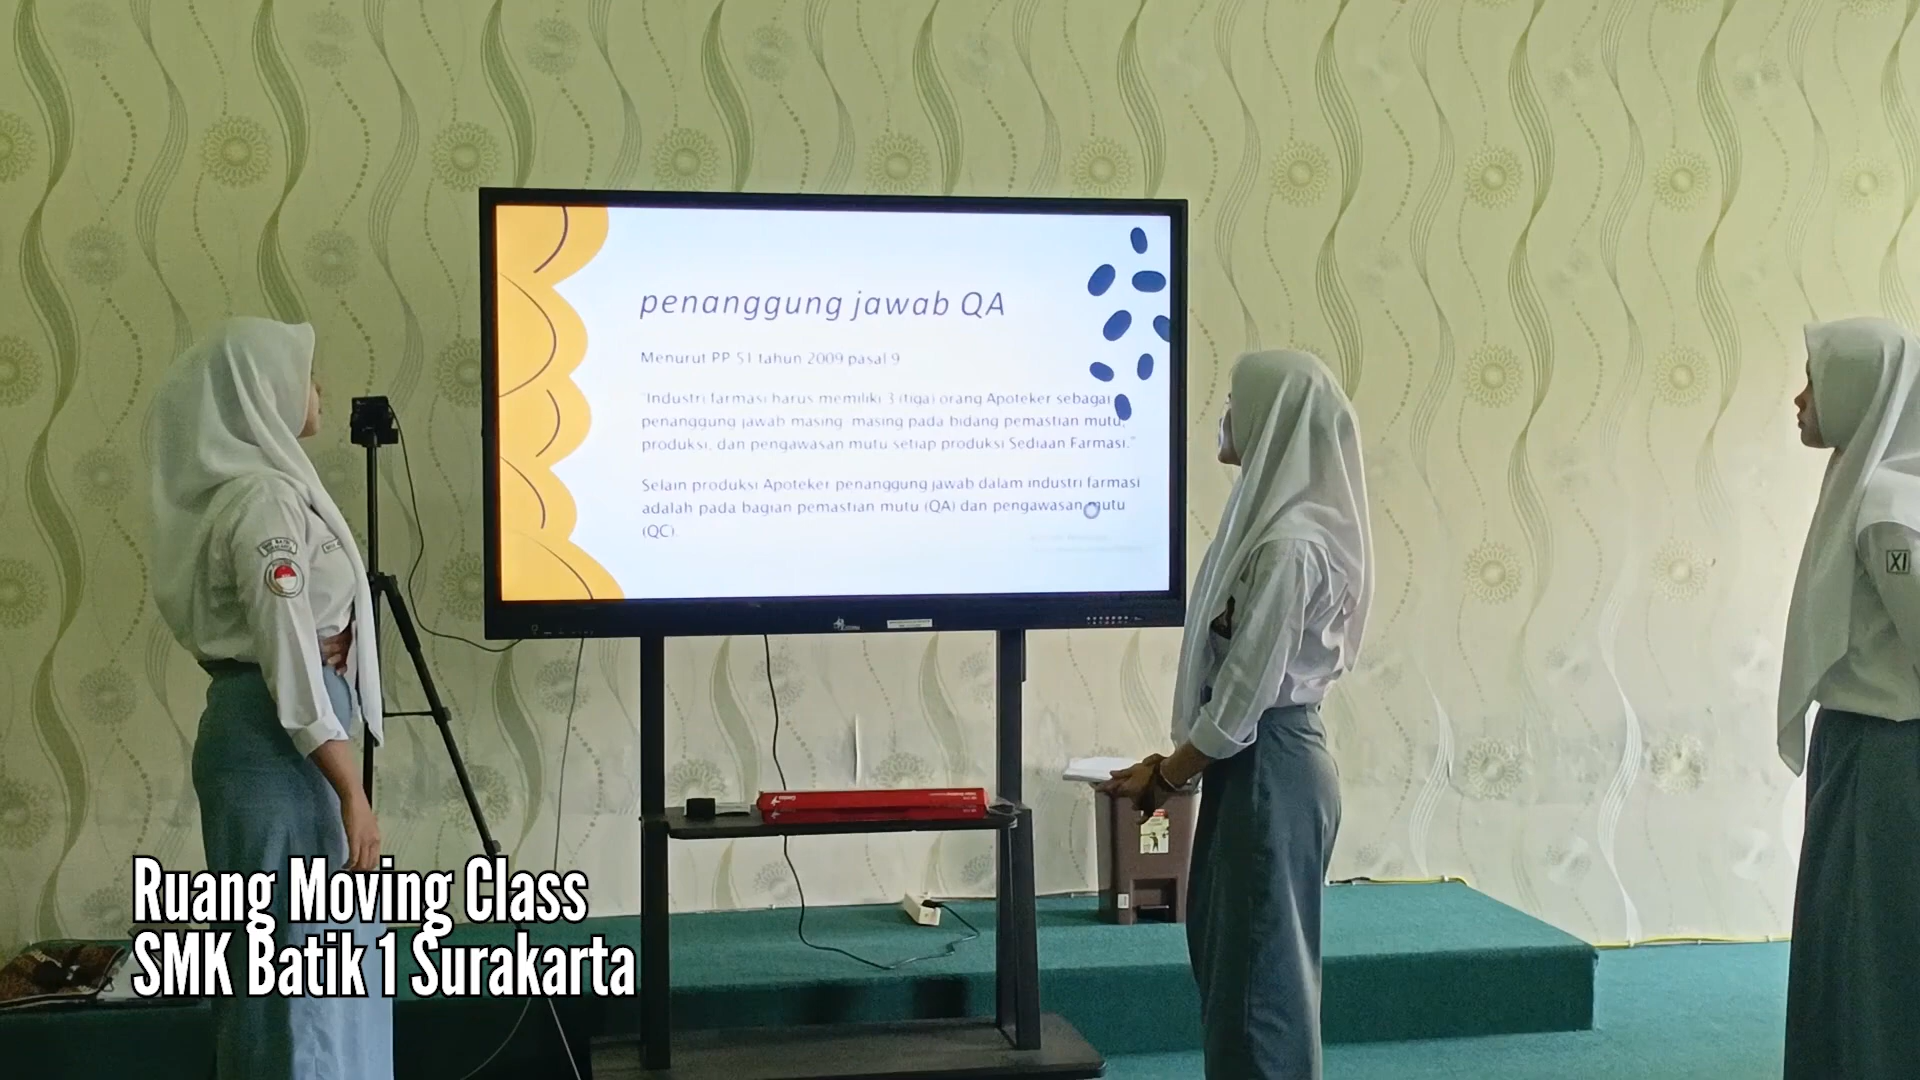 penanggung jawab QA
Menurut PP 51 tahun 2009 pasal 9
"Industri farmasi harus memiliki 3 (tiga) orang Apoteker sebagai
penanggung jawab masing masing pada bidang pemastian mutu,
produksi, dan pengawasan mutu setiap produksi Sediaan Farmasi."
Selain produksi Apoteker penanggung jawab dalam industri farmasi
adalah pada bagian pemastian mutu (QA) dan pengawasan mutu
(QC).
SMK BATIK
SURAKARTA
XI
Ruang Moving Class
SMK Batik 1 Surakarta